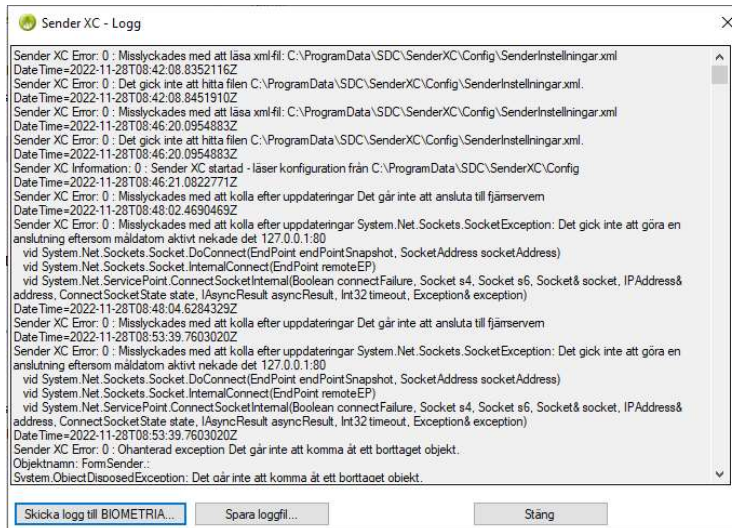 Sender XC - Logg
Sender XC Error: 0 : Misslyckades med att läsa xml-fil: C:\ProgramData\SDC\SenderXC\Config\SenderInstellningar.xml
DateTime=2022-11-28T08:42:08.8352116Z
Sender XC Error: 0 : Det gick inte att hitta filen C:\ProgramData\SDC\SenderXC\Config\SenderInstellningar.xml.
DateTime=2022-11-28T08:42:08.8451910Z
Sender XC Error: 0 : Misslyckades med att läsa xml-fil: C:\ProgramData\SDC\SenderXC\Config\SenderInstellningar.xml
DateTime=2022-11-28T08:46:20.0954883Z
Sender XC Error: 0 : Det gick inte att hitta filen C:\ProgramData\SDC\SenderXC\Config\SenderInstellningar.xml.
DateTime=2022-11-28T08:46:20.0954883Z
Sender XC Information: 0 : Sender XC startad - läser konfiguration från C:\ProgramData\SDC\SenderXC\Config
DateTime=2022-11-28T08:46:21.0822771Z
Sender XC Error: 0 : Misslyckades med att kolla efter uppdateringar Det går inte att ansluta till fjärrservern
DateTime=2022-11-28T08:48:02.4690469Z
Sender XC Error: 0 : Misslyckades med att kolla efter uppdateringar System.Net.Sockets.SocketException: Det gick inte att göra en
anslutning eftersom måldatorn aktivt nekade det 127.0.0.1:80
vid System.Net.Sockets.Socket.DoConnect(EndPoint endPointSnapshot, SocketAddress socketAddress)
vid System.Net.Sockets.Socket.InternalConnect(EndPoint remoteEP)
vid System.Net.ServicePoint.ConnectSocketInternal(Boolean connectFailure, Socket s4, Socket s6, Socket& socket, IPAddress&
address, ConnectSocketState state, IAsyncResult asyncResult, Int32 timeout, Exception& exception)
DateTime=2022-11-28T08:48:04.6284329Z
Sender XC Error: 0 : Misslyckades med att kolla efter uppdateringar Det går inte att ansluta till fjärrservern
DateTime=2022-11-28T08:53:39.7603020Z
Sender XC Error: 0 : Misslyckades med att kolla efter uppdateringar System.Net.Sockets.SocketException: Det gick inte att göra en
anslutning eftersom måldatorn aktivt nekade det 127.0.0.1:80
vid System.Net.Sockets.Socket.DoConnect(EndPoint endPointSnapshot, SocketAddress socketAddress)
vid System.Net.Sockets.Socket.InternalConnect(EndPoint remoteEP)
vid System.Net.ServicePoint.ConnectSocketInternal(Boolean connectFailure, Socket s4, Socket s6, Socket& socket, IPAddress&
address, ConnectSocketState state, IAsyncResult asyncResult, Int32 timeout, Exception& exception)
DateTime=2022-11-28T08:53:39.7603020Z
Sender XC Error: 0 : Ohanterad exception Det går inte att komma åt ett borttaget objekt.
Objektnamn: FormSender.:
System.ObjectDisposedException: Det går inte att komma åt ett borttaget objekt.
Skicka logg till BIOMETRIA... Spara loggfil... Stäng